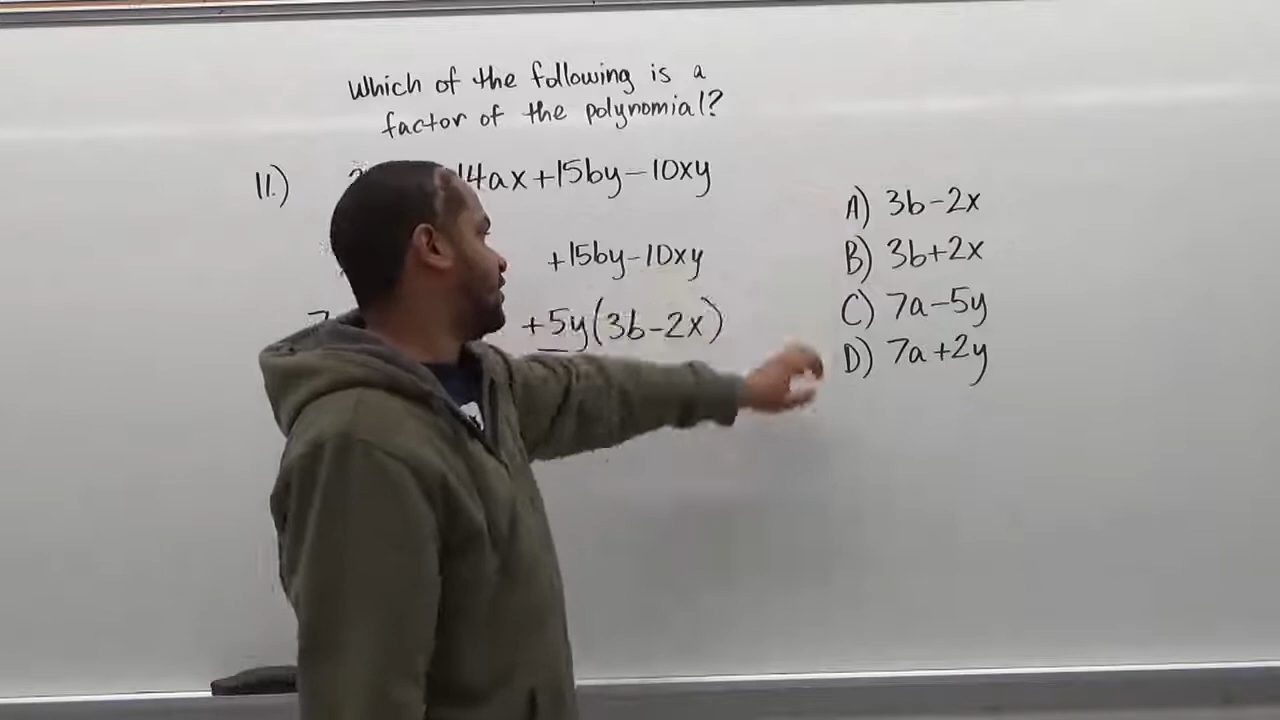 Which of the following is a
factor of the polynomial?
11.) 14ax+15by-10xy
+15by-10xy
+5y(3b-2x)
A) 3b-2x
B) 3b+2x
C) 7a-5y
D) 7a+2y